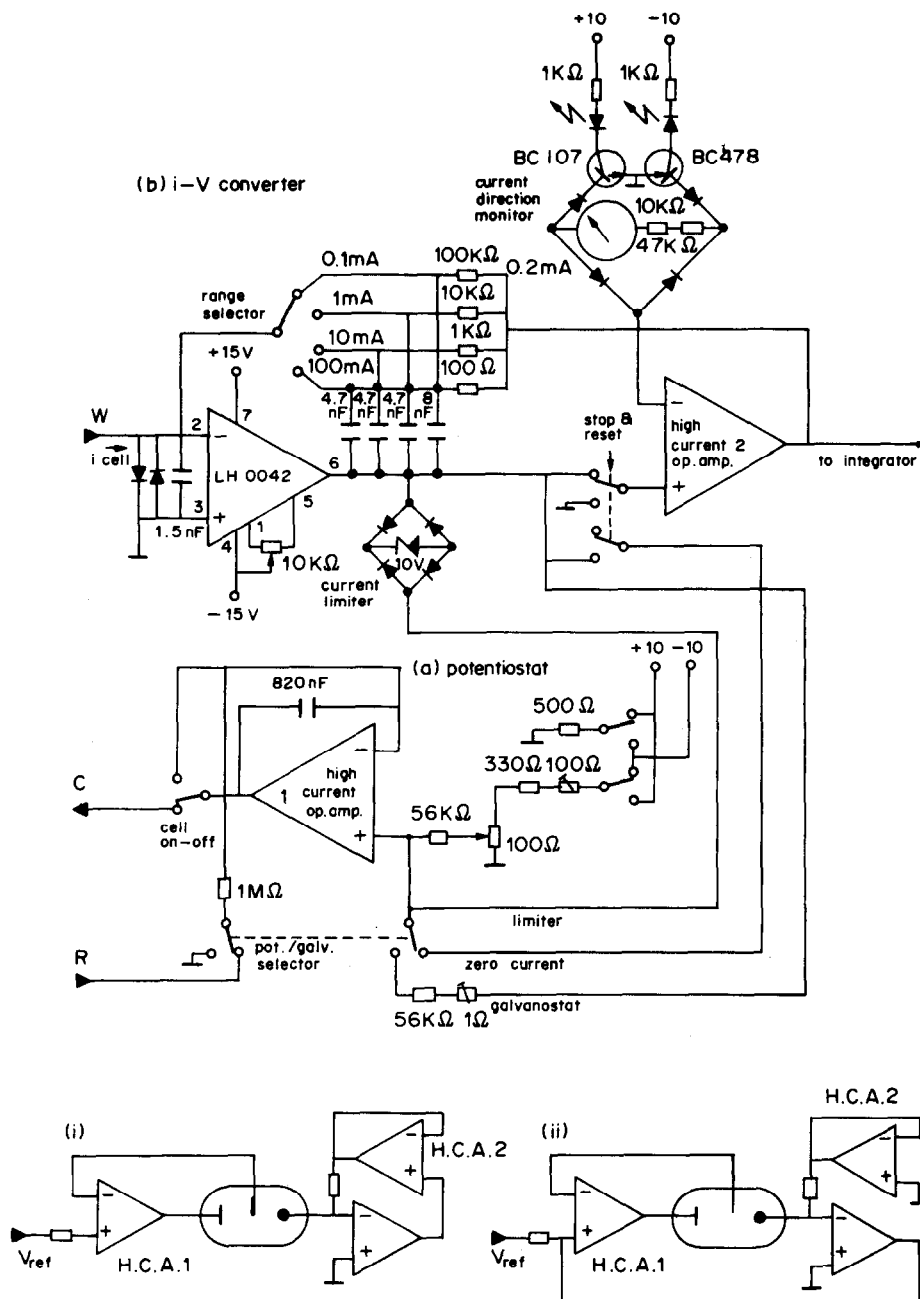 +10 -10
1KΩ 1KΩ
BC 107 BC478
(b) i-V converter
current
direction
monitor
10KΩ
47KΩ
0.2mA
0.1mA
100KΩ
range
selector
1mA
10KΩ
10mA
1KΩ
100mA
100Ω
+15V
4.7 4.7 4.7 8
nF nF nF nF
W
i cell
2
7
-
LH 0042
6
3
+
5
1.5nF
4
1
10KΩ
-15V
10V
current
limiter
stop &
reset
-
high
current 2
op.amp.
+
to integrator
(a) potentiostat
+10 -10
820nF
500Ω
330Ω 100Ω
-
high
1 current
op.amp.
+
56KΩ
100Ω
C
cell
on-off
1MΩ
limiter
R
pot./galv.
selector
zero current
galvanostat
56KΩ 1Ω
(i)
-
+
H.C.A.2
-
+
Vref
H.C.A.1
-
+
(ii)
H.C.A.2
-
+
-
+
Vref
H.C.A.1
-
+